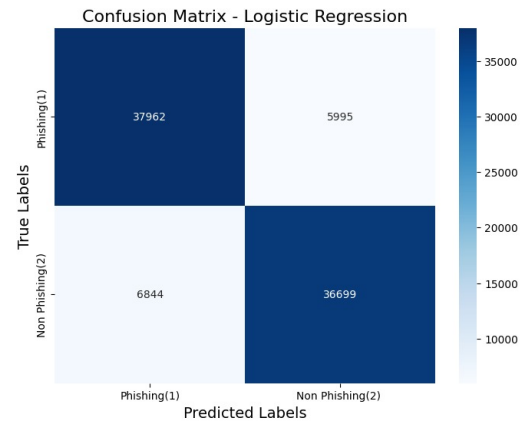 Confusion Matrix - Logistic Regression
True Labels
Phishing(1)
37962
5995
Non Phishing(2)
6844
36699
Phishing(1)
Non Phishing(2)
Predicted Labels
35000
30000
25000
20000
15000
10000